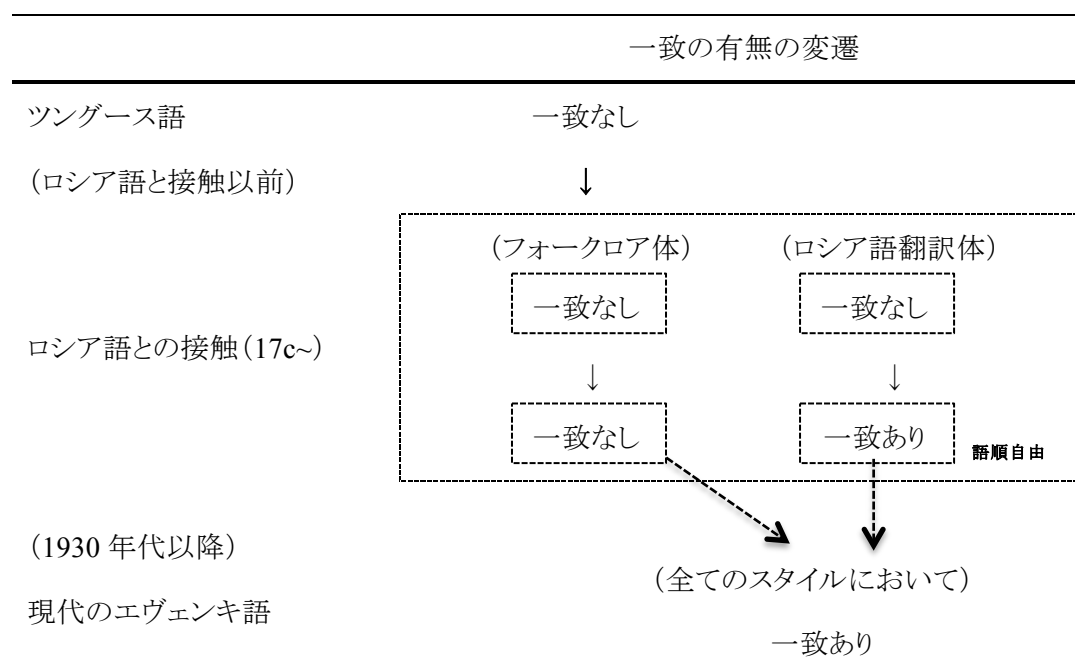 一致の有無の変遷
ツングース語 一致なし
(ロシア語と接触以前) ↓
(フォークロア体) (ロシア語翻訳体)
一致なし 一致なし
ロシア語との接触(17c~)
↓ ↓
一致なし 一致あり 語順自由
(1930 年代以降)
(全てのスタイルにおいて)
現代のエヴェンキ語
一致あり